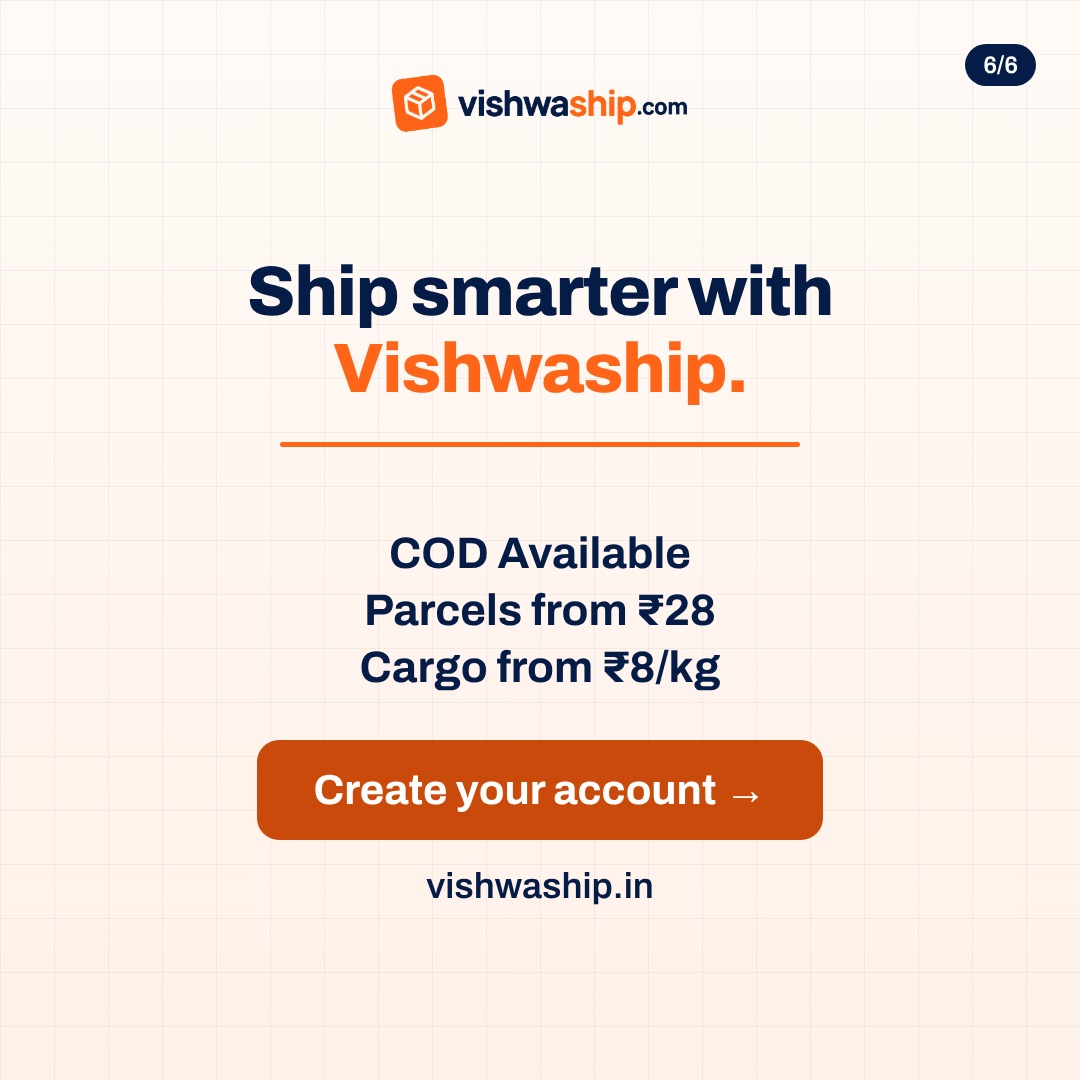 6/6
vishwaship.com
Ship smarter with
Vishwaship.
COD Available
Parcels from ₹28
Cargo from ₹8/kg
Create your account →
vishwaship.in